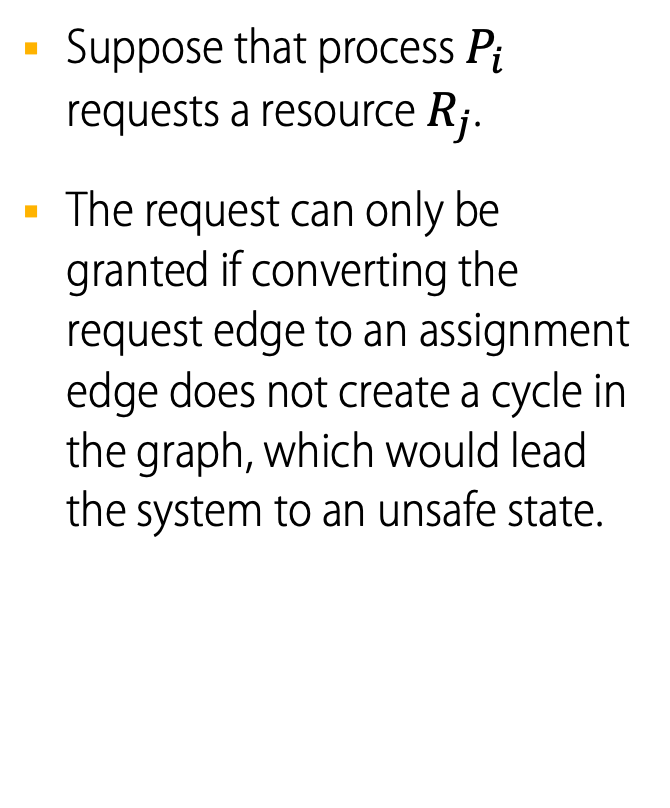 ▪ Suppose that process P_i
requests a resource R_j.
▪ The request can only be
granted if converting the
request edge to an assignment
edge does not create a cycle in
the graph, which would lead
the system to an unsafe state.